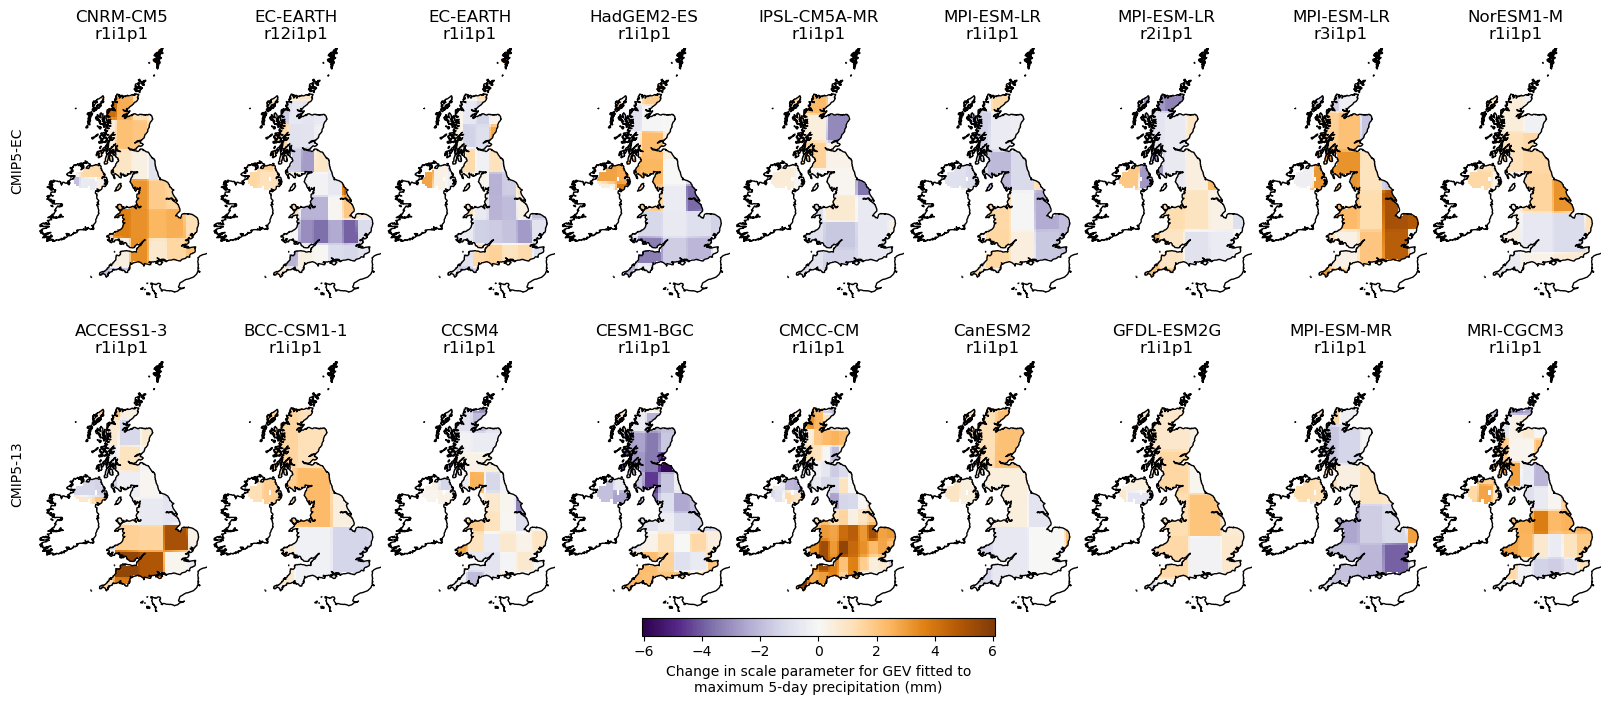 CNRM-CM5 EC-EARTH EC-EARTH HadGEM2-ES IPSL-CM5A-MR MPI-ESM-LR MPI-ESM-LR MPI-ESM-LR NorESM1-M
r1i1p1 r12i1p1 r1i1p1 r1i1p1 r1i1p1 r1i1p1 r2i1p1 r3i1p1 r1i1p1
CMIP5-EC
ACCESS1-3 BCC-CSM1-1 CCSM4 CESM1-BGC CMCC-CM CanESM2 GFDL-ESM2G MPI-ESM-MR MRI-CGCM3
r1i1p1 r1i1p1 r1i1p1 r1i1p1 r1i1p1 r1i1p1 r1i1p1 r1i1p1 r1i1p1
CMIP5-13
−6 −4 −2 0 2 4 6
Change in scale parameter for GEV fitted to
maximum 5-day precipitation (mm)